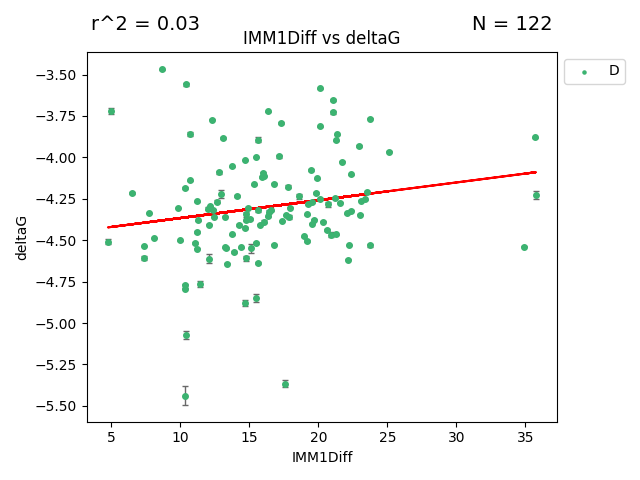 r^2 = 0.03
N = 122
IMM1Diff vs deltaG
D
−3.50
−3.75
−4.00
−4.25
−4.50
−4.75
−5.00
−5.25
−5.50
deltaG
5 10 15 20 25 30 35
IMM1Diff